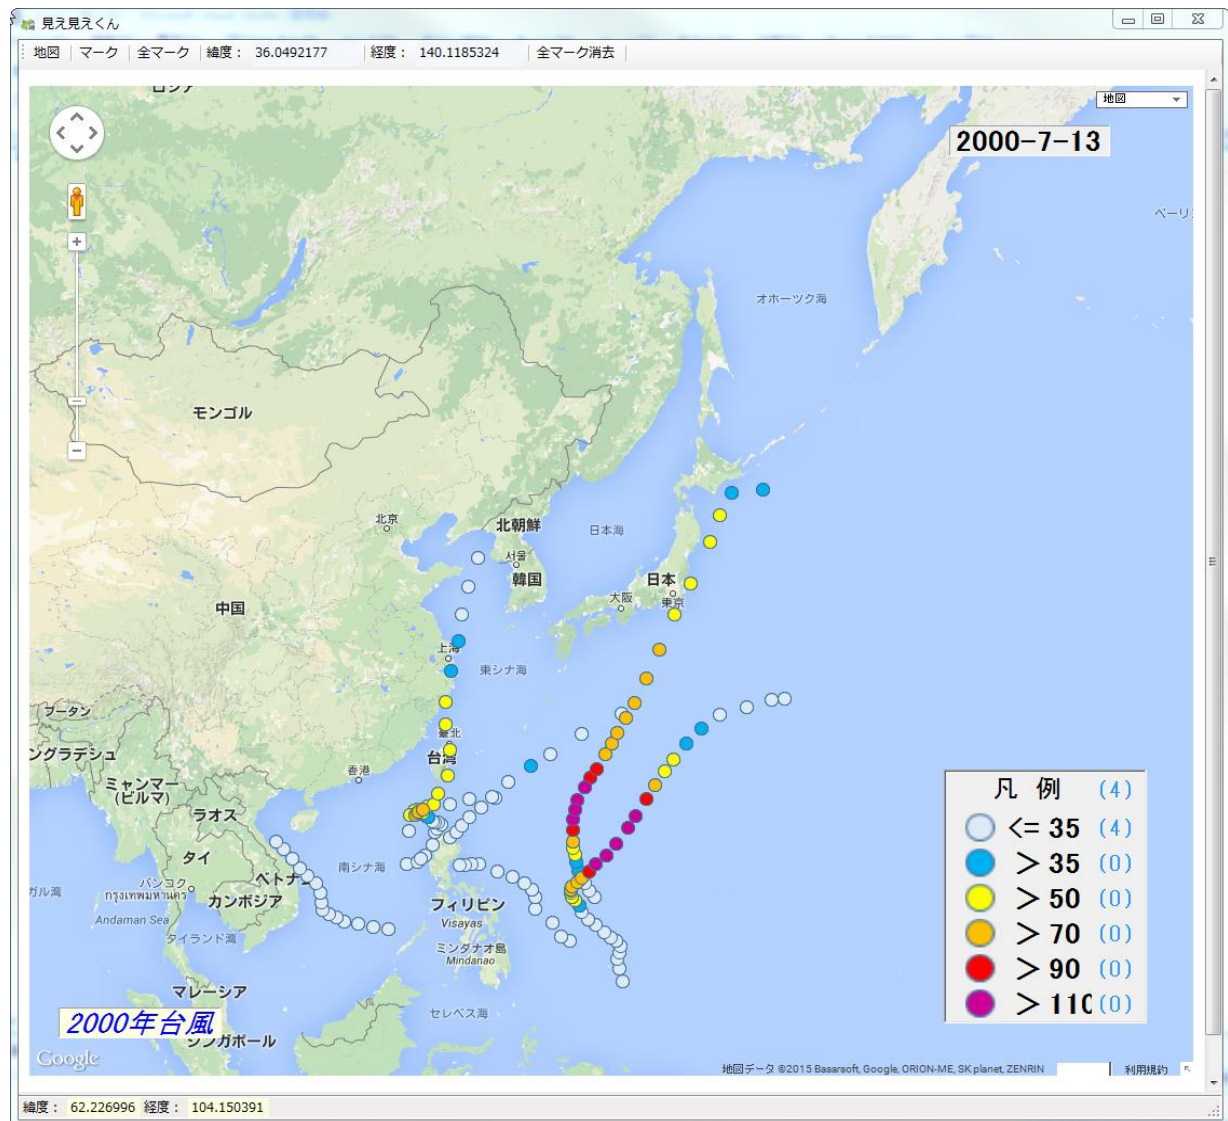 見え見えくん
地図 マーク 全マーク 緯度： 36.0492177 経度： 140.1185324 全マーク消去
ロシア
地図
2000-7-13
オホーツク海
モンゴル
北京
北朝鮮
日本海
서울
韓国
日本
大阪
東京
中国
上海
東シナ海
ブータン
臺北
ングラデシュ
台湾
香港
ミャンマー
(ビルマ)
ラオス
タイ
南シナ海
バンコク
ベトナ
ガル湾
กรุงเทพมหานคร
カンボジア
フィリピン
Andaman Sea
Visayas
タイランド湾
ミンダナオ島
Mindanao
マレーシア
セレベス海
シンガポール
2000年台風
凡 例 (4)
<= 35 (4)
> 35 (0)
> 50 (0)
> 70 (0)
> 90 (0)
> 110 (0)
Google
地図データ ©2015 Basarsoft, Google, ORION-ME, SK planet, ZENRIN
利用規約
緯度： 62.226996 経度： 104.150391